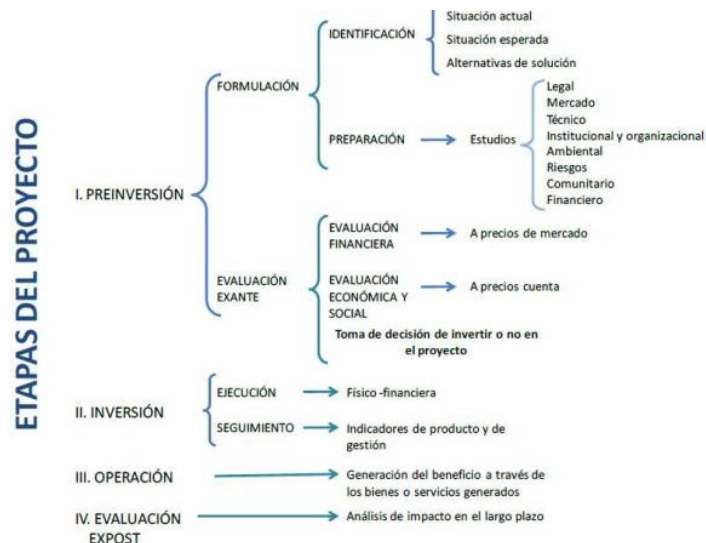 ETAPAS DEL PROYECTO
I. PREINVERSIÓN
FORMULACIÓN
IDENTIFICACIÓN
Situación actual
Situación esperada
Alternativas de solución
PREPARACIÓN
Estudios
Legal
Mercado
Técnico
Institucional y organizacional
Ambiental
Riesgos
Comunitario
Financiero
EVALUACIÓN
EXANTE
EVALUACIÓN
FINANCIERA
A precios de mercado
EVALUACIÓN
ECONÓMICA Y
SOCIAL
A precios cuenta
Toma de decisión de invertir o no en
el proyecto
II. INVERSIÓN
EJECUCIÓN
Físico -financiera
SEGUIMIENTO
Indicadores de producto y de
gestión
III. OPERACIÓN
Generación del beneficio a través de
los bienes o servicios generados
IV. EVALUACIÓN
EXPOST
Análisis de impacto en el largo plazo